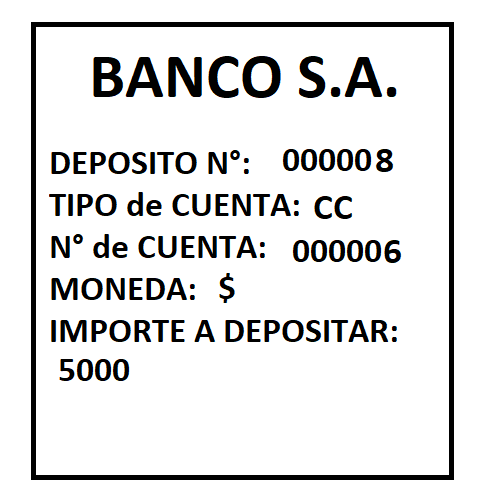 BANCO S.A.
DEPOSITO N°: 000008
TIPO de CUENTA: CC
N° de CUENTA: 000006
MONEDA: $
IMPORTE A DEPOSITAR:
5000